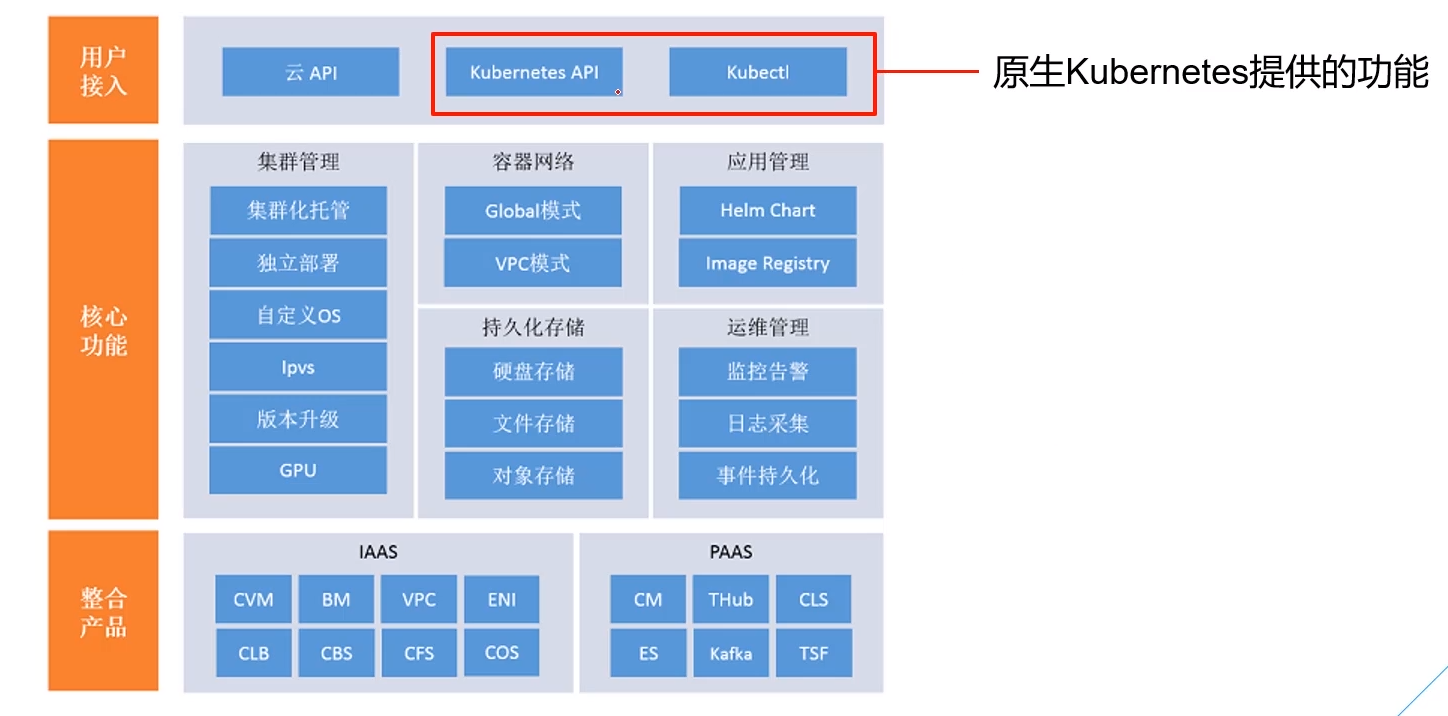 用户
接入
云 API
Kubernetes API
Kubectl
原生Kubernetes提供的功能
核心
功能
集群管理
集群化托管
独立部署
自定义OS
Ipvs
版本升级
GPU
容器网络
Global模式
VPC模式
应用管理
Helm Chart
Image Registry
持久化存储
硬盘存储
文件存储
对象存储
运维管理
监控告警
日志采集
事件持久化
整合
产品
IAAS
CVM
BM
VPC
ENI
CLB
CBS
CFS
COS
PAAS
CM
THub
CLS
ES
Kafka
TSF